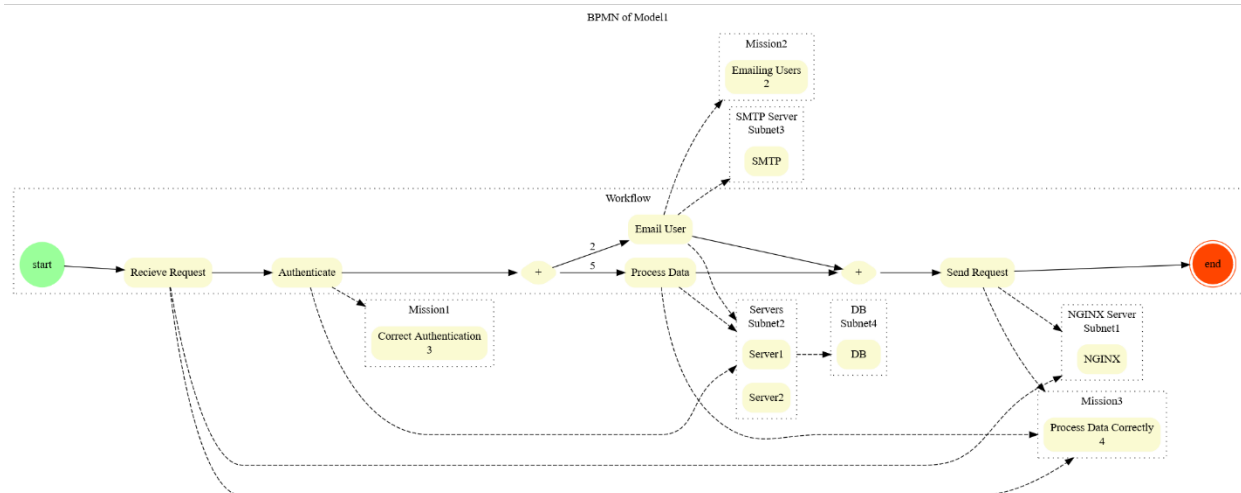 BPMN of Model1
Mission2
Emailing Users
2
SMTP Server
Subnet3
SMTP
Workflow
Email User
2
start
Recieve Request
Authenticate
+
5
Process Data
+
Send Request
end
Mission1
Correct Authentication
3
Servers
Subnet2
Server1
Server2
DB
Subnet4
DB
NGINX Server
Subnet1
NGINX
Mission3
Process Data Correctly
4